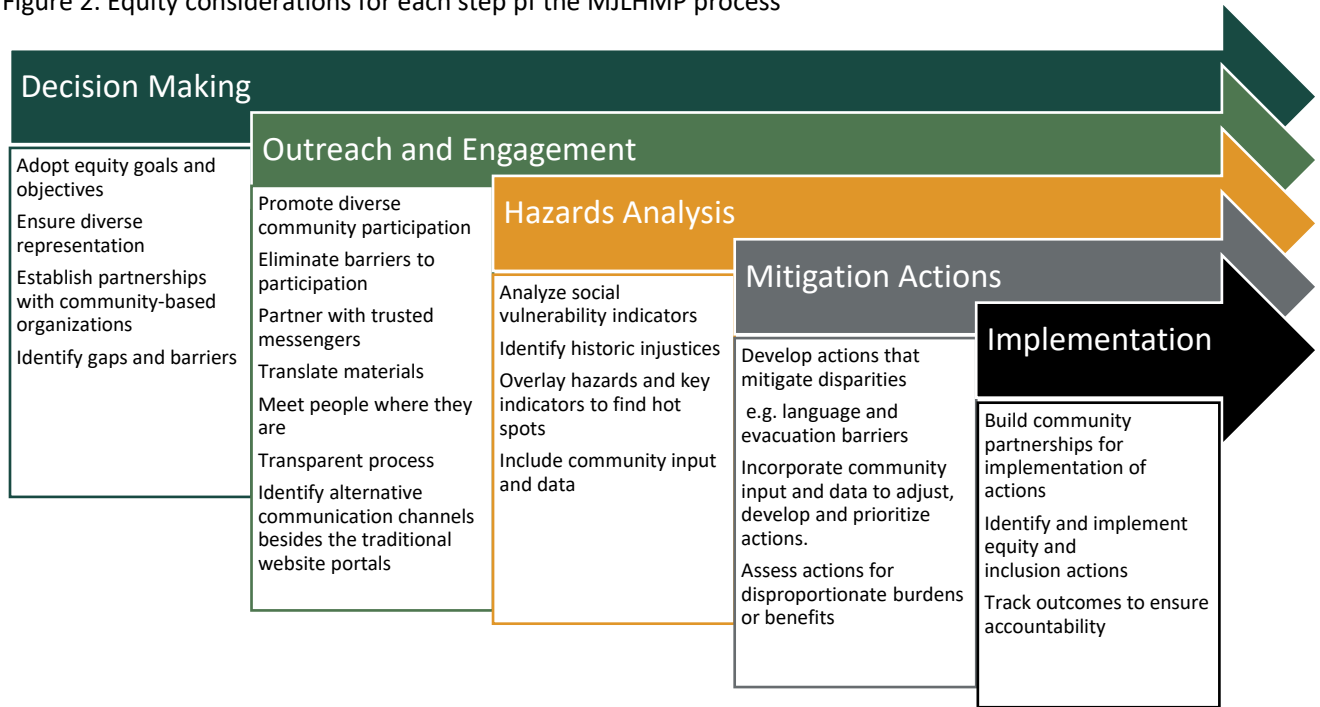 Figure 2. Equity considerations for each step pf the MJLHMP process
Decision Making
Adopt equity goals and
objectives
Ensure diverse
representation
Establish partnerships
with community-based
organizations
Identify gaps and barriers
Outreach and Engagement
Promote diverse
community participation
Eliminate barriers to
participation
Partner with trusted
messengers
Translate materials
Meet people where they
are
Transparent process
Identify alternative
communication channels
besides the traditional
website portals
Hazards Analysis
Analyze social
vulnerability indicators
Identify historic injustices
Overlay hazards and key
indicators to find hot
spots
Include community input
and data
Mitigation Actions
Develop actions that
mitigate disparities
e.g. language and
evacuation barriers
Incorporate community
input and data to adjust,
develop and prioritize
actions.
Assess actions for
disproportionate burdens
or benefits
Implementation
Build community
partnerships for
implementation of
actions
Identify and implement
equity and
inclusion actions
Track outcomes to ensure
accountability